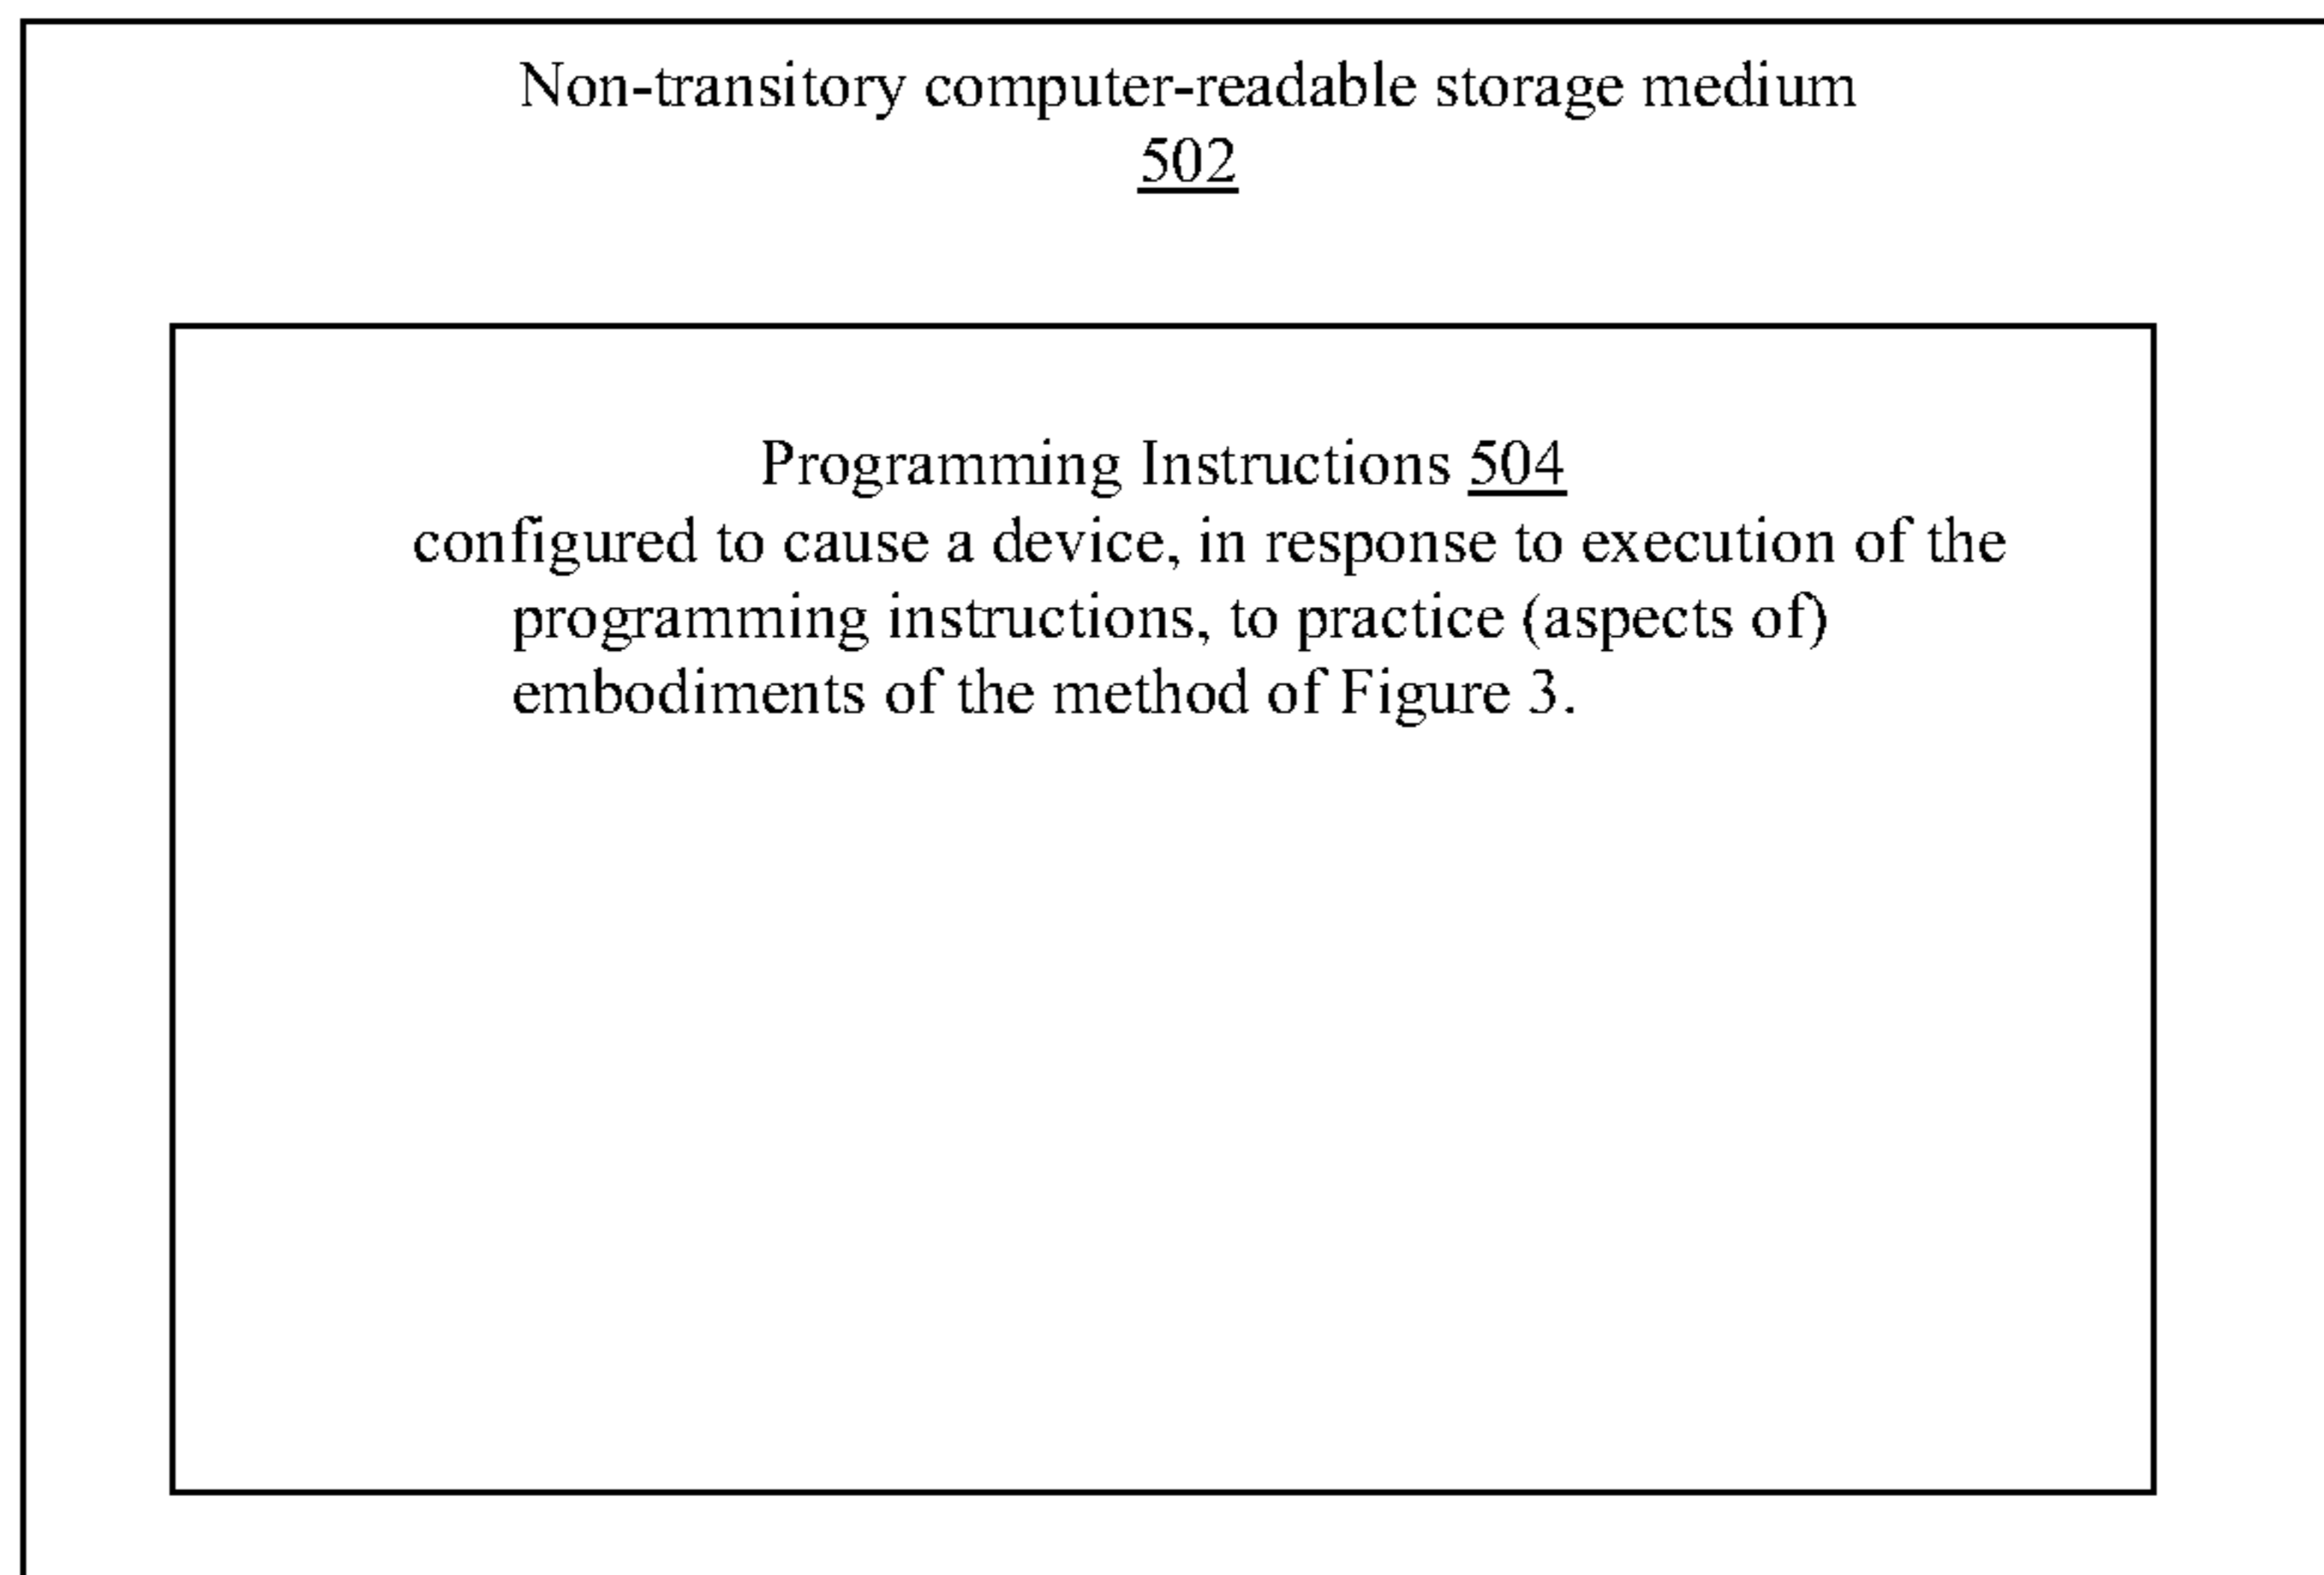 Non-transitory computer-readable storage medium
502
Programming Instructions 504
configured to cause a device, in response to execution of the
programming instructions, to practice (aspects of)
embodiments of the method of Figure 3.